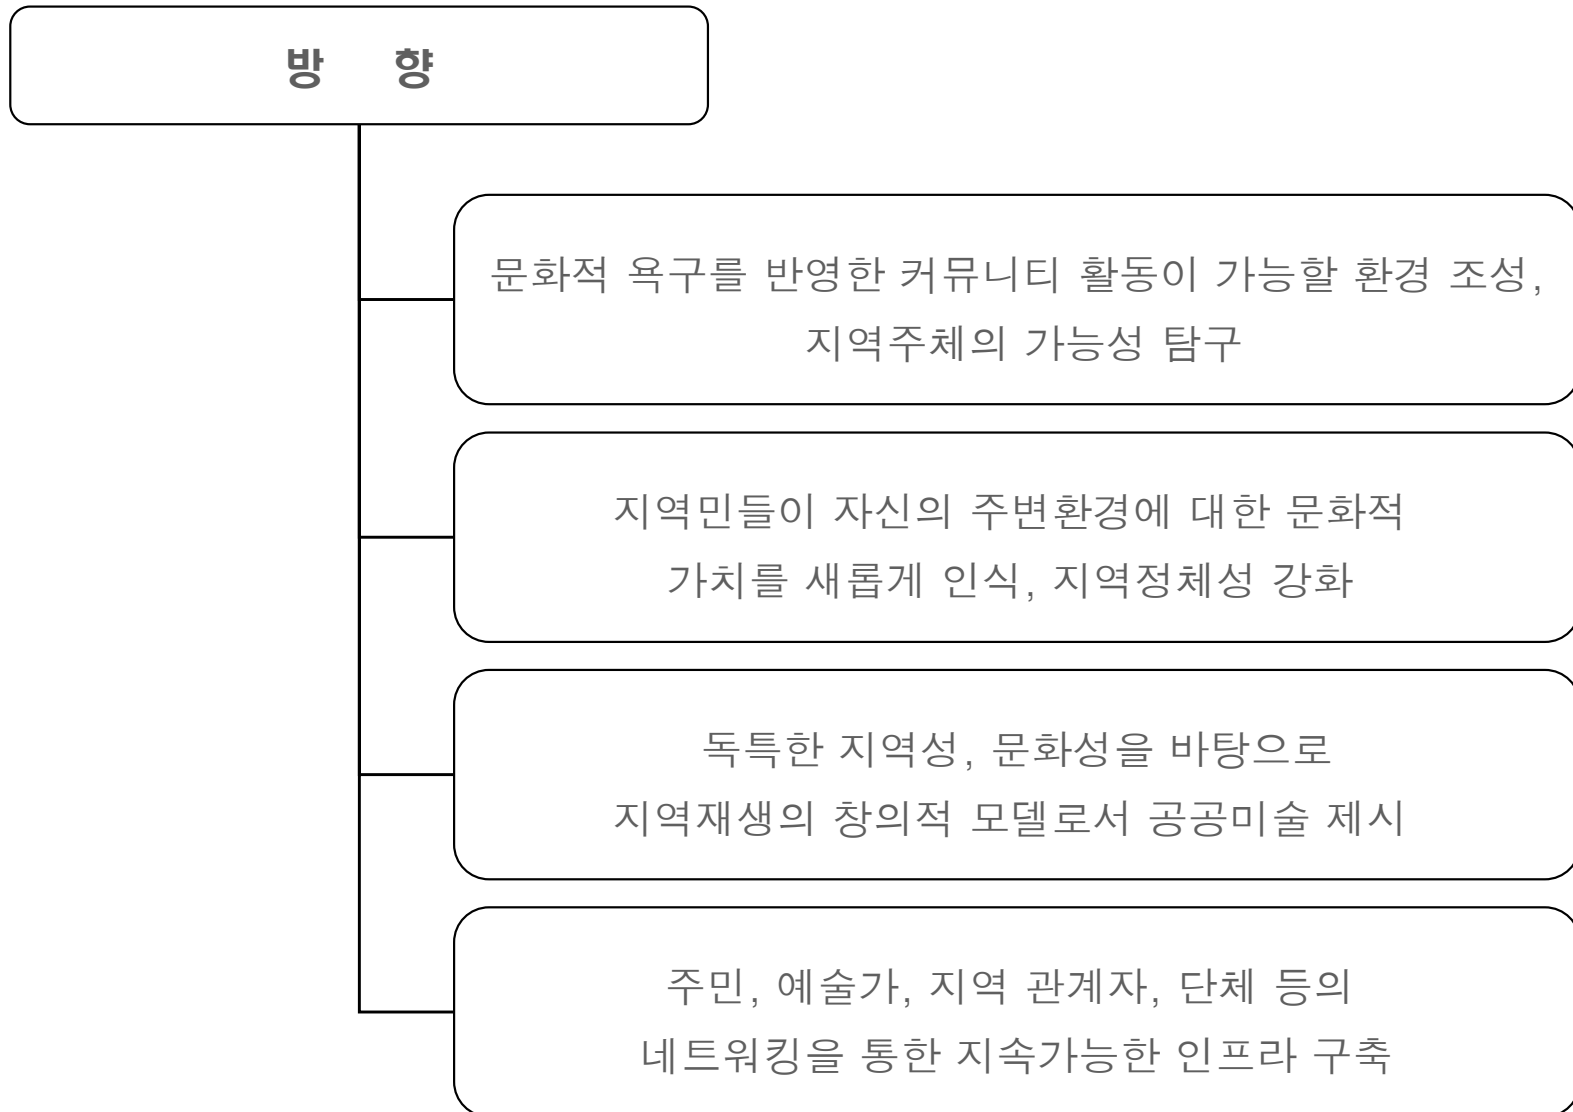 방 향
문화적 욕구를 반영한 커뮤니티 활동이 가능할 환경 조성,
지역주체의 가능성 탐구
지역민들이 자신의 주변환경에 대한 문화적
가치를 새롭게 인식, 지역정체성 강화
독특한 지역성, 문화성을 바탕으로
지역재생의 창의적 모델로서 공공미술 제시
주민, 예술가, 지역 관계자, 단체 등의
네트워킹을 통한 지속가능한 인프라 구축